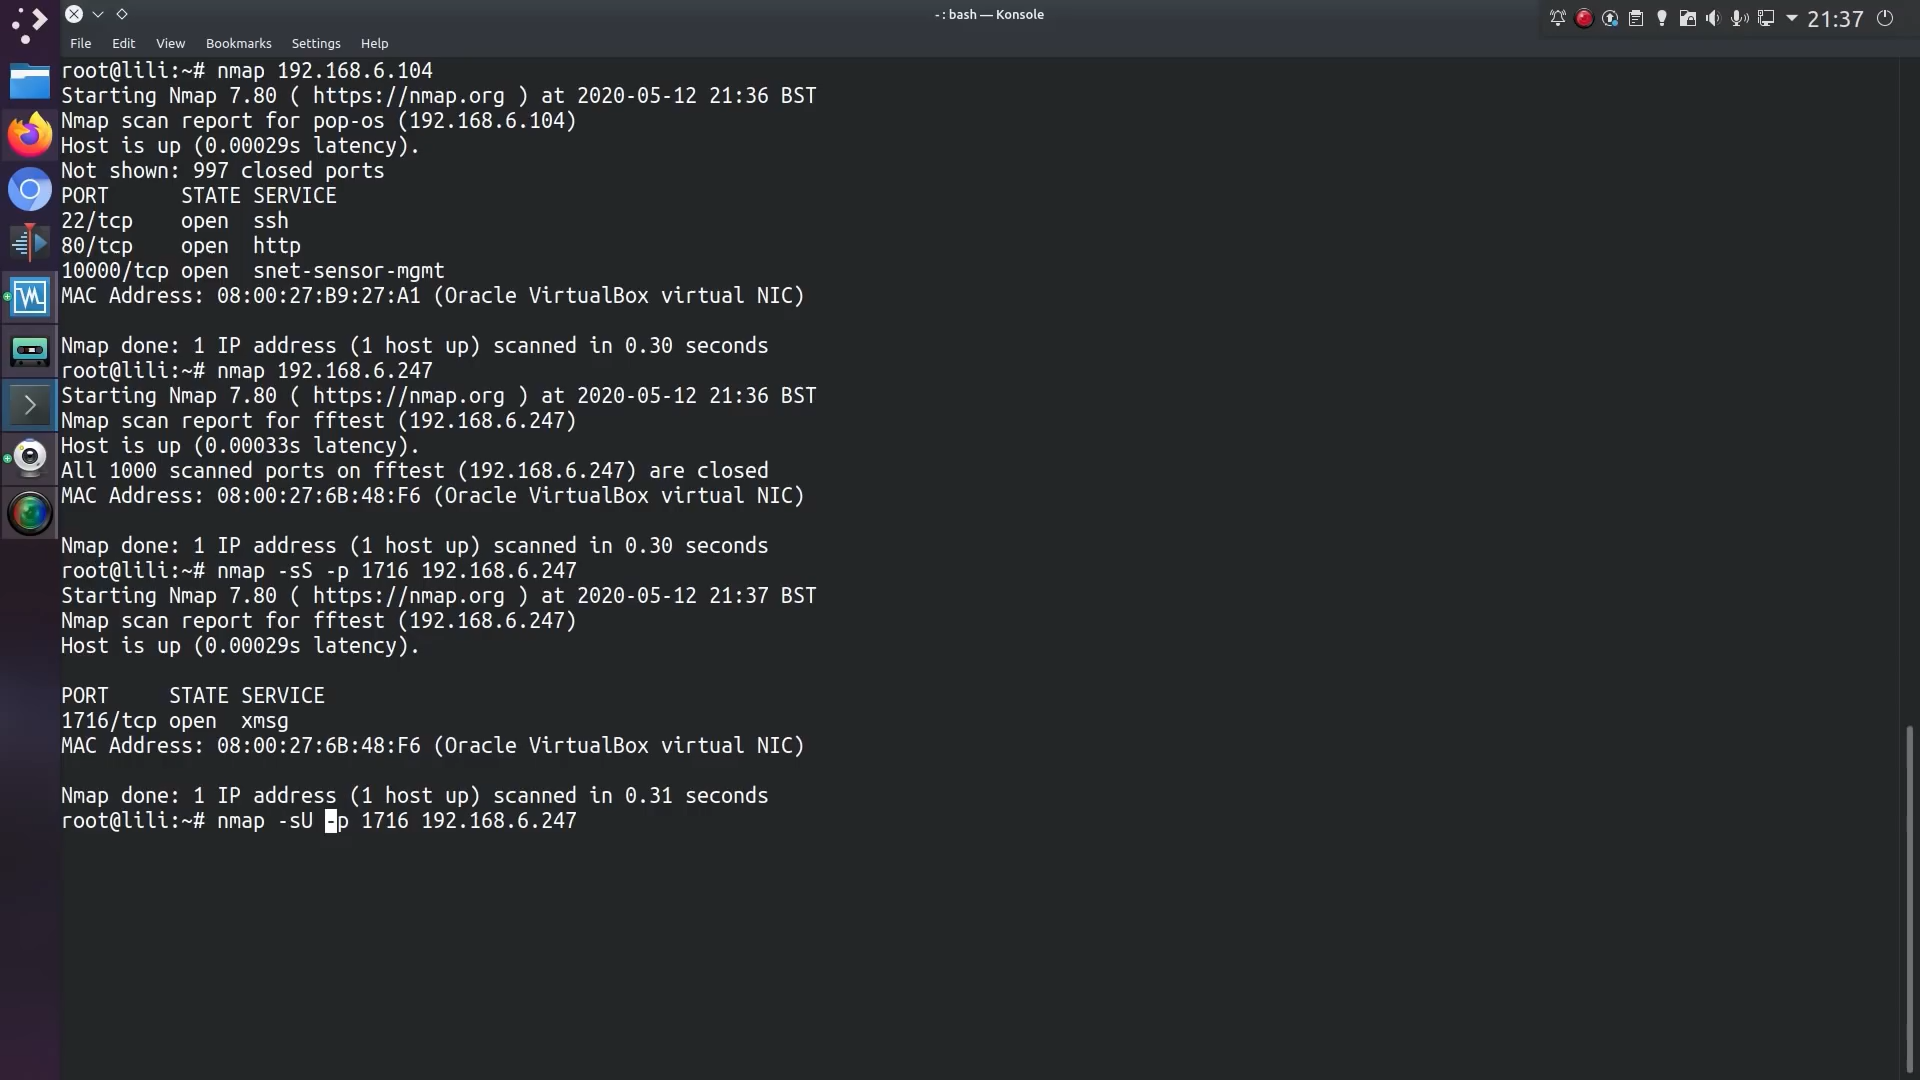 - : bash — Konsole
21:37
File Edit View Bookmarks Settings Help
root@lili:~# nmap 192.168.6.104
Starting Nmap 7.80 ( https://nmap.org ) at 2020-05-12 21:36 BST
Nmap scan report for pop-os (192.168.6.104)
Host is up (0.00029s latency).
Not shown: 997 closed ports
PORT      STATE SERVICE
22/tcp    open  ssh
80/tcp    open  http
10000/tcp open  snet-sensor-mgmt
MAC Address: 08:00:27:B9:27:A1 (Oracle VirtualBox virtual NIC)
Nmap done: 1 IP address (1 host up) scanned in 0.30 seconds
root@lili:~# nmap 192.168.6.247
Starting Nmap 7.80 ( https://nmap.org ) at 2020-05-12 21:36 BST
Nmap scan report for fftest (192.168.6.247)
Host is up (0.00033s latency).
All 1000 scanned ports on fftest (192.168.6.247) are closed
MAC Address: 08:00:27:6B:48:F6 (Oracle VirtualBox virtual NIC)
Nmap done: 1 IP address (1 host up) scanned in 0.30 seconds
root@lili:~# nmap -sS -p 1716 192.168.6.247
Starting Nmap 7.80 ( https://nmap.org ) at 2020-05-12 21:37 BST
Nmap scan report for fftest (192.168.6.247)
Host is up (0.00029s latency).
PORT     STATE SERVICE
1716/tcp open  xmsg
MAC Address: 08:00:27:6B:48:F6 (Oracle VirtualBox virtual NIC)
Nmap done: 1 IP address (1 host up) scanned in 0.31 seconds
root@lili:~# nmap -sU -p 1716 192.168.6.247